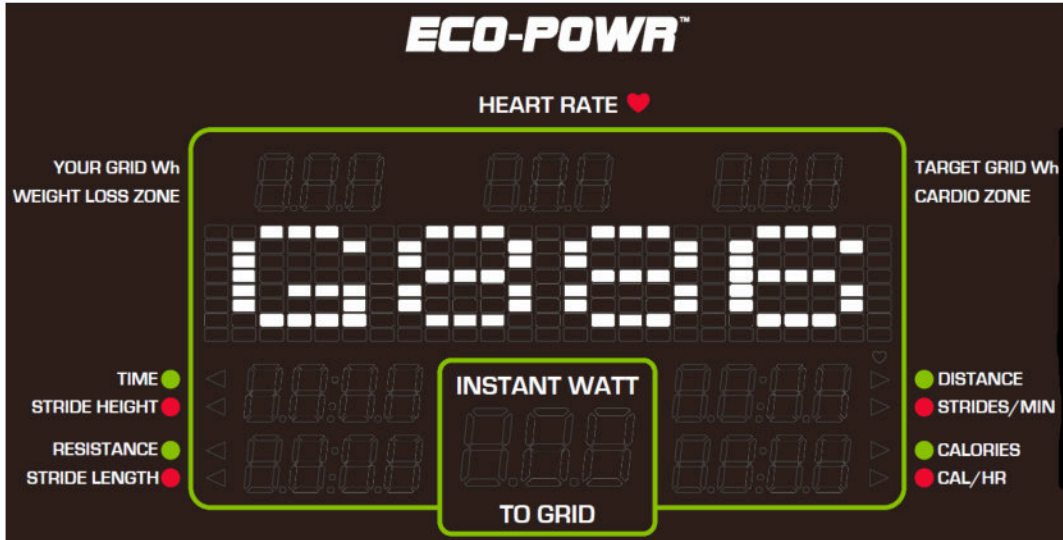 ECO-POWR™
HEART RATE
YOUR GRID Wh
WEIGHT LOSS ZONE
TARGET GRID Wh
CARDIO ZONE
G886
TIME
STRIDE HEIGHT
RESISTANCE
STRIDE LENGTH
INSTANT WATT
TO GRID
DISTANCE
STRIDES/MIN
CALORIES
CAL/HR